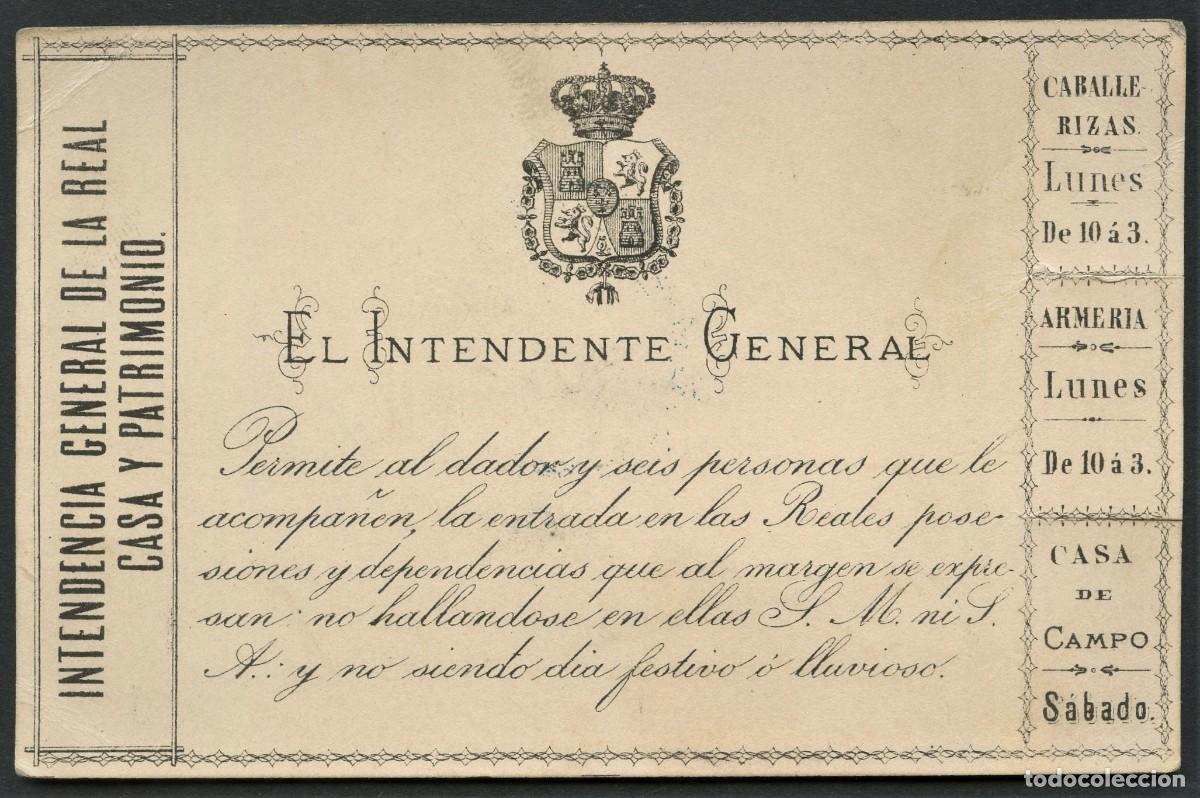 INTENDENCIA GENERAL DE LA REAL
CASA Y PATRIMONIO.
EL INTENDENTE GENERAL
Permite al dador y seis personas que le
acompañen, la entrada en las Reales pose-
siones y dependencias que al margen se expre-
san: no hallandose en ellas S. M. ni S.
A.: y no siendo dia festivo ó lluvioso.
CABALLE-
RIZAS.
Lunes
De 10 á 3.
ARMERIA
Lunes
De 10 á 3.
CASA
DE
CAMPO
Sábado.
todocoleccion